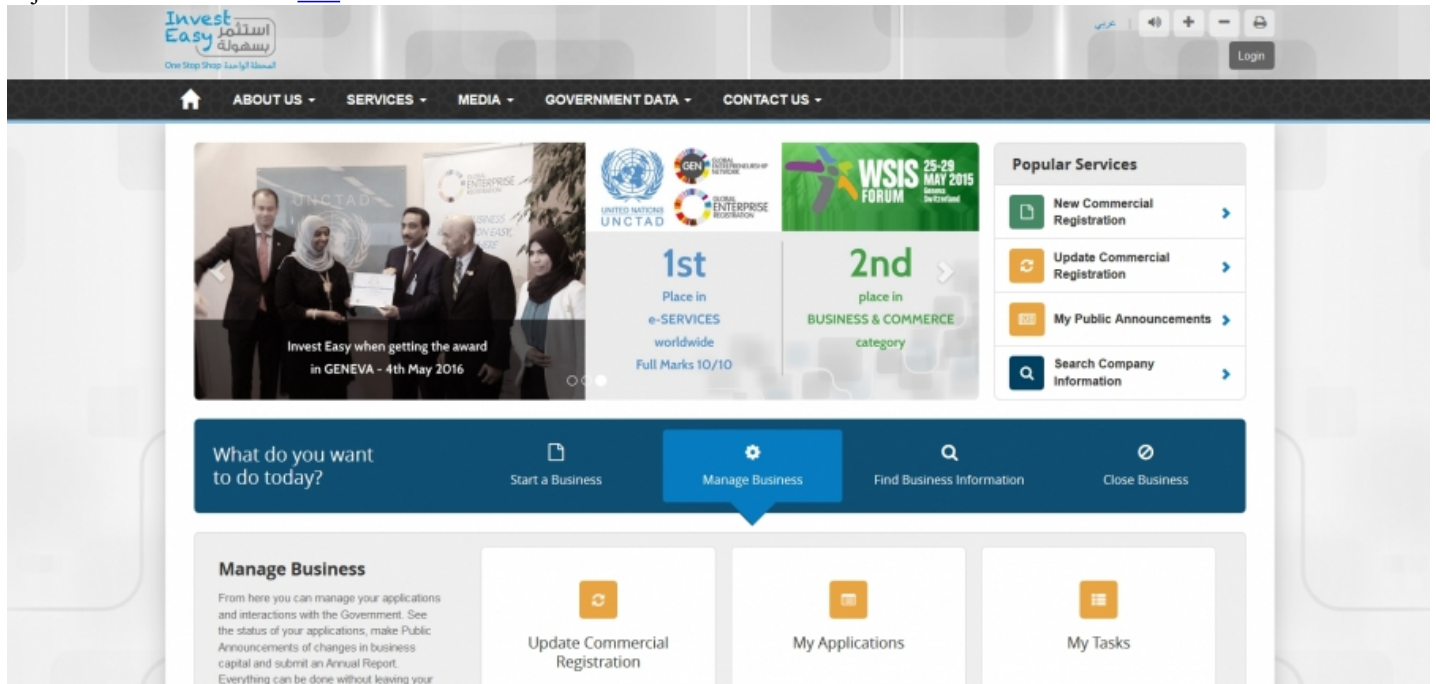 Invest
Easy
استثمر
بسهولة
One Stop Shop المحطة الواحدة
عربي
Login
ABOUT US
SERVICES
MEDIA
GOVERNMENT DATA
CONTACT US
UNCTAD
GLOBAL
ENTERPRISE
REGISTRATION
Invest Easy when getting the award
in GENEVA - 4th May 2016
UNITED NATIONS
UNCTAD
GEN
GLOBAL
ENTREPRENEURSHIP
NETWORK
GLOBAL
ENTERPRISE
REGISTRATION
WSIS
FORUM
25-29
MAY 2015
Geneva
Switzerland
1st
Place in
e-SERVICES
worldwide
Full Marks 10/10
2nd
place in
BUSINESS & COMMERCE
category
Popular Services
New Commercial
Registration
Update Commercial
Registration
My Public Announcements
Search Company
Information
What do you want
to do today?
Start a Business
Manage Business
Find Business Information
Close Business
Manage Business
From here you can manage your applications
and interactions with the Government. See
the status of your applications, make Public
Announcements of changes in business
capital and submit an Annual Report.
Everything can be done without leaving your
Update Commercial
Registration
My Applications
My Tasks